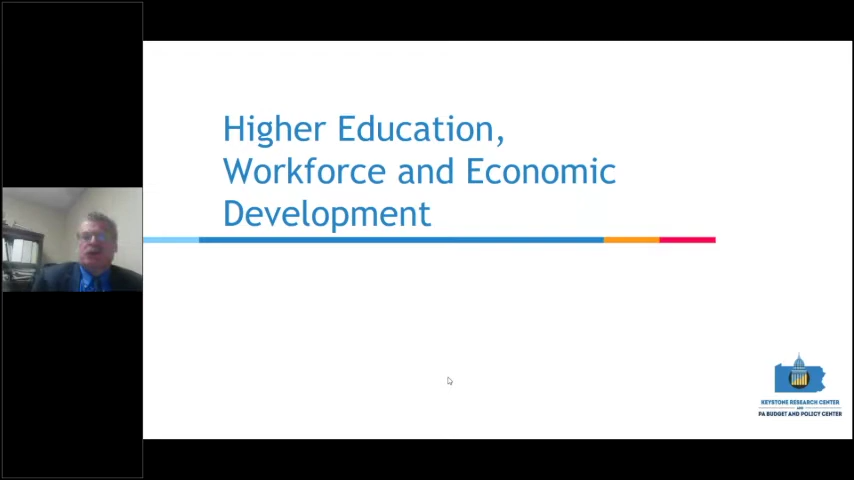 Higher Education,
Workforce and Economic
Development
KEYSTONE RESEARCH CENTER
AND
PA BUDGET AND POLICY CENTER